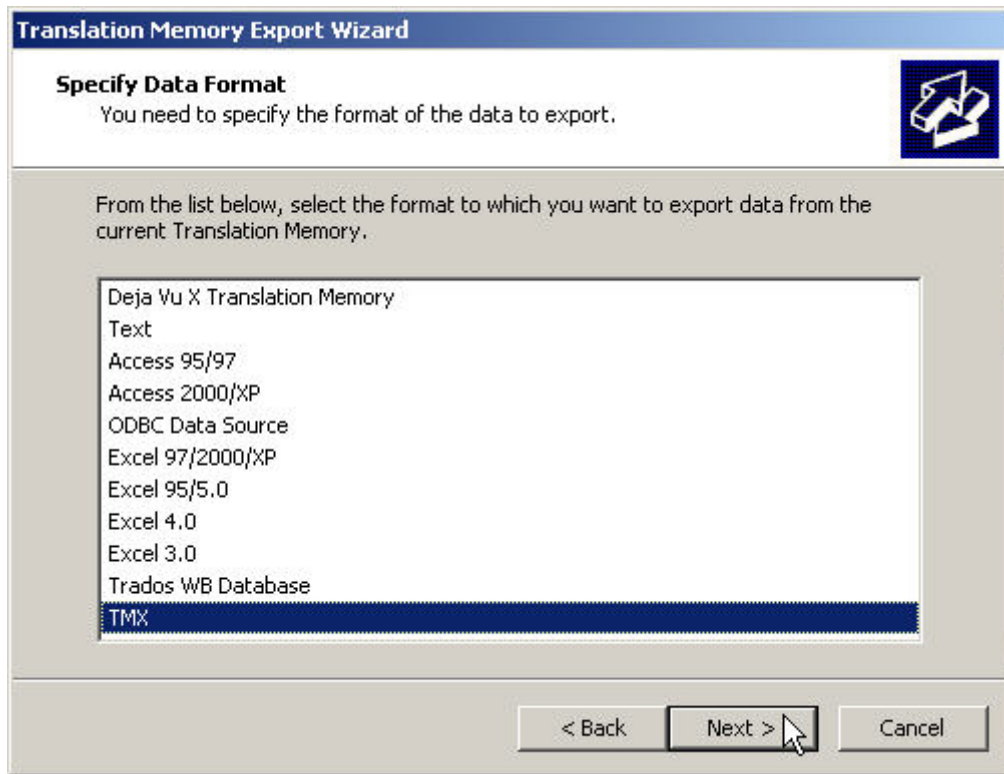 Translation Memory Export Wizard
Specify Data Format
You need to specify the format of the data to export.
From the list below, select the format to which you want to export data from the
current Translation Memory.
Deja Vu X Translation Memory
Text
Access 95/97
Access 2000/XP
ODBC Data Source
Excel 97/2000/XP
Excel 95/5.0
Excel 4.0
Excel 3.0
Trados WB Database
TMX
< Back Next > Cancel